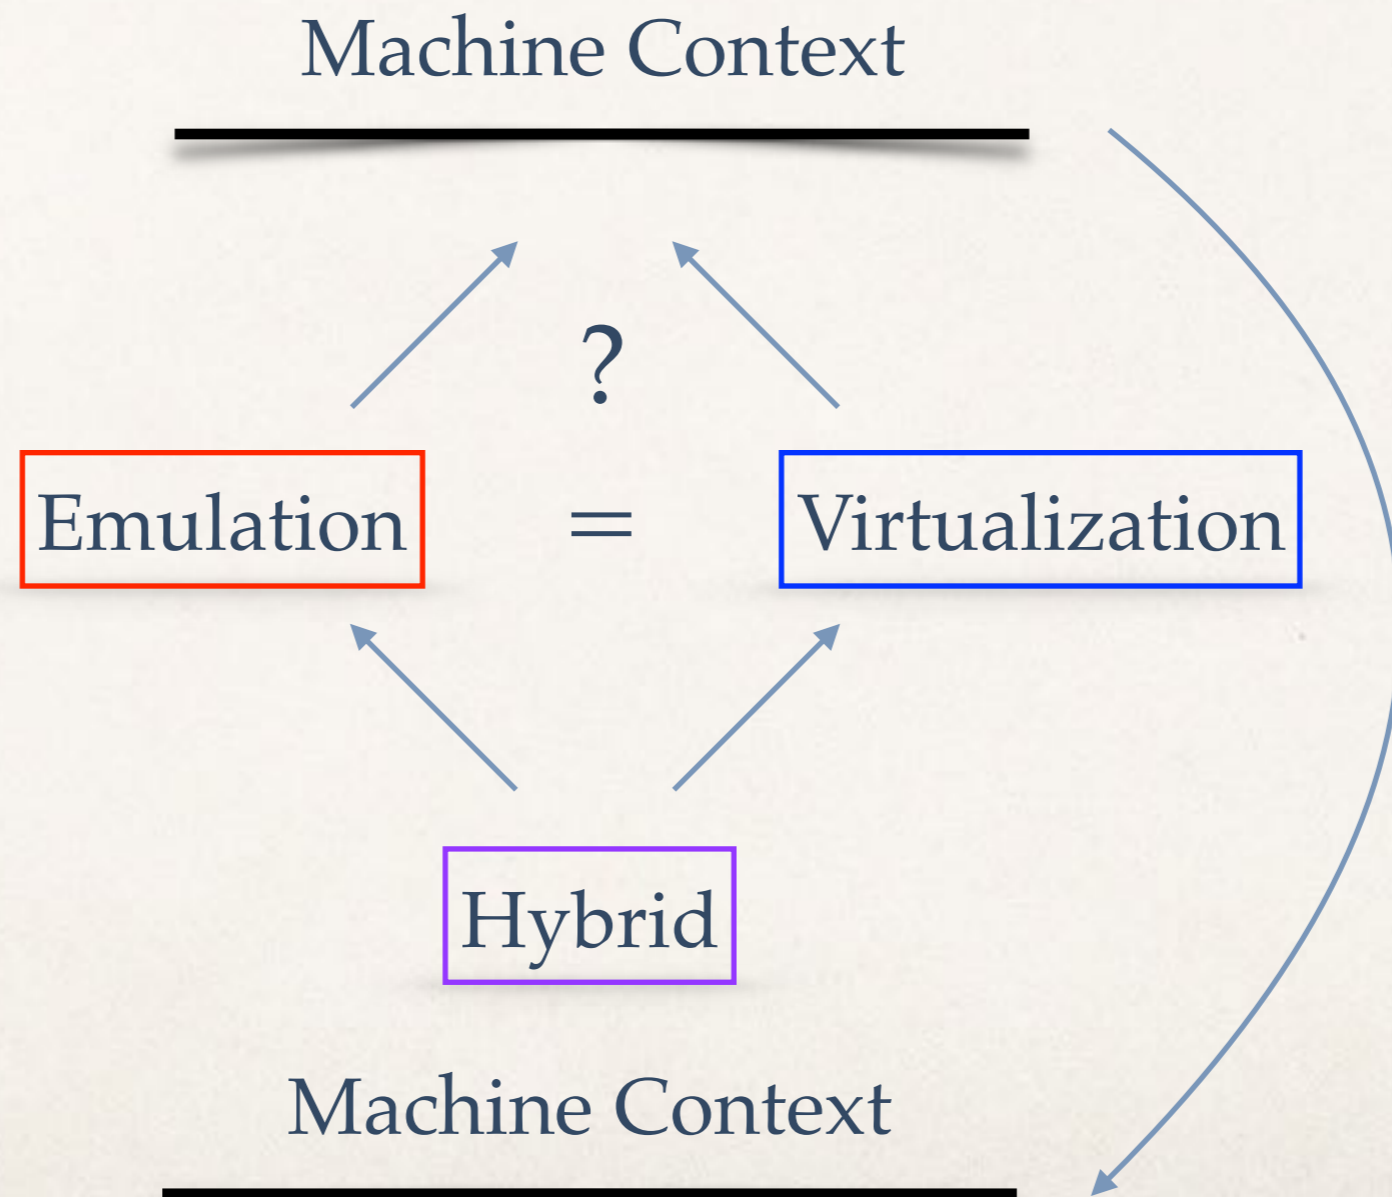 Machine Context
?
Emulation = Virtualization
Hybrid
Machine Context